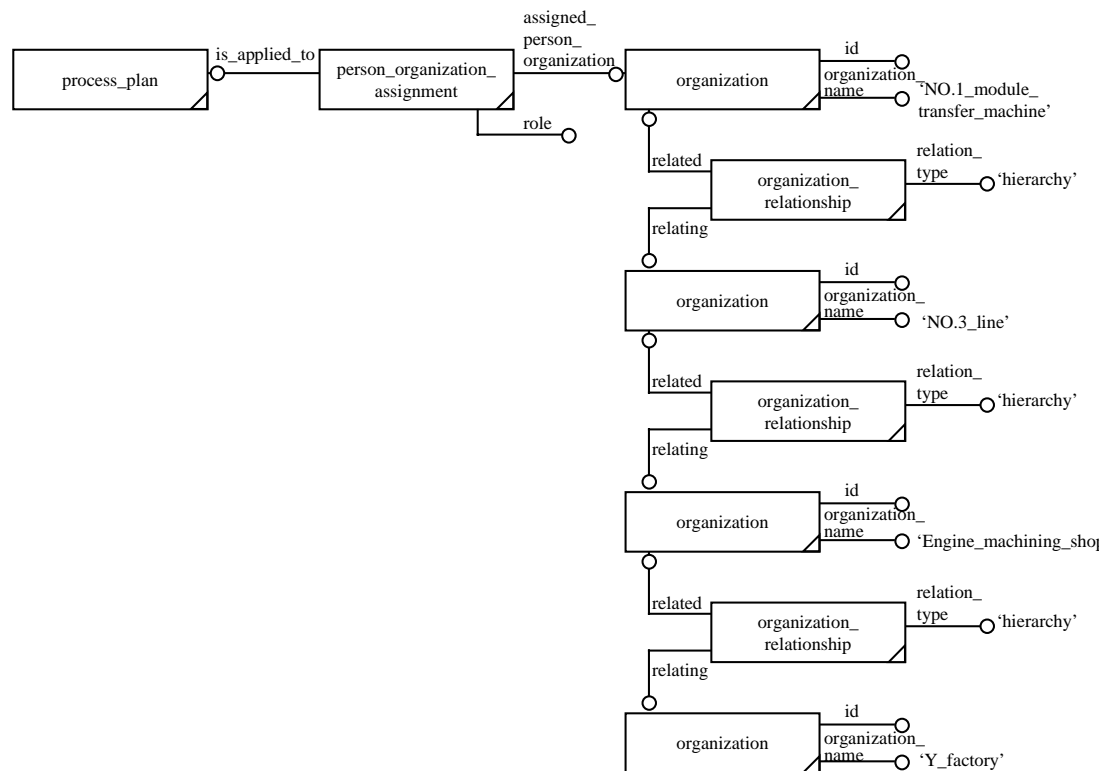 assigned_
person_
organization
is_applied_to
process_plan
person_organization_
assignment
role
organization
id
organization_
name
‘NO.1_module_
transfer_machine’
related
organization_
relationship
relation_
type
‘hierarchy’
relating
organization
id
organization_
name
‘NO.3_line’
related
organization_
relationship
relation_
type
‘hierarchy’
relating
organization
id
organization_
name
‘Engine_machining_shop
related
organization_
relationship
relation_
type
‘hierarchy’
relating
organization
id
organization_
name
‘Y_factory’